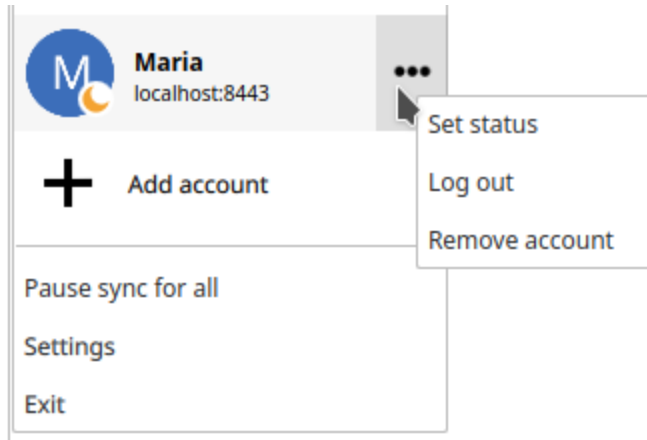 M
Maria
localhost:8443
Set status
Log out
Remove account
Add account
Pause sync for all
Settings
Exit